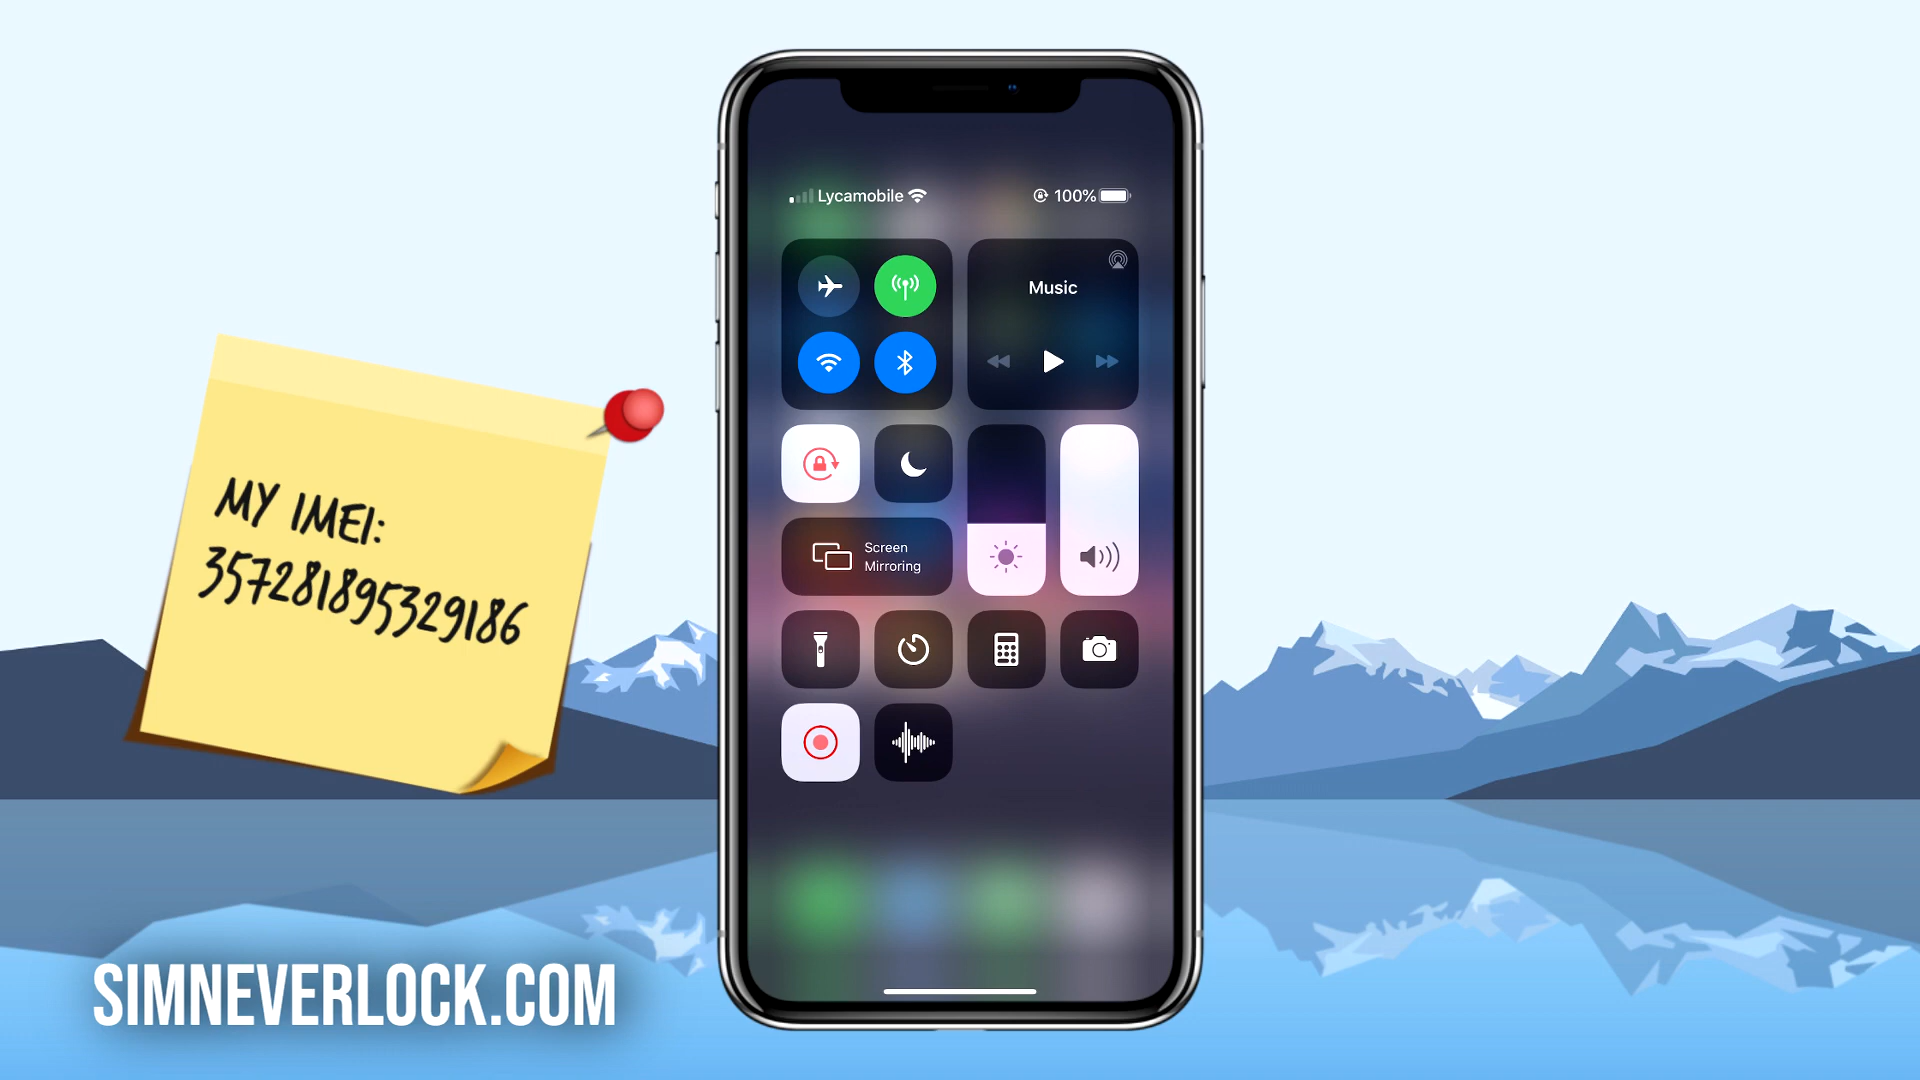 Lycamobile
100%
Music
MY IMEI:
357281895329186
Screen
Mirroring
SIMNEVERLOCK.COM